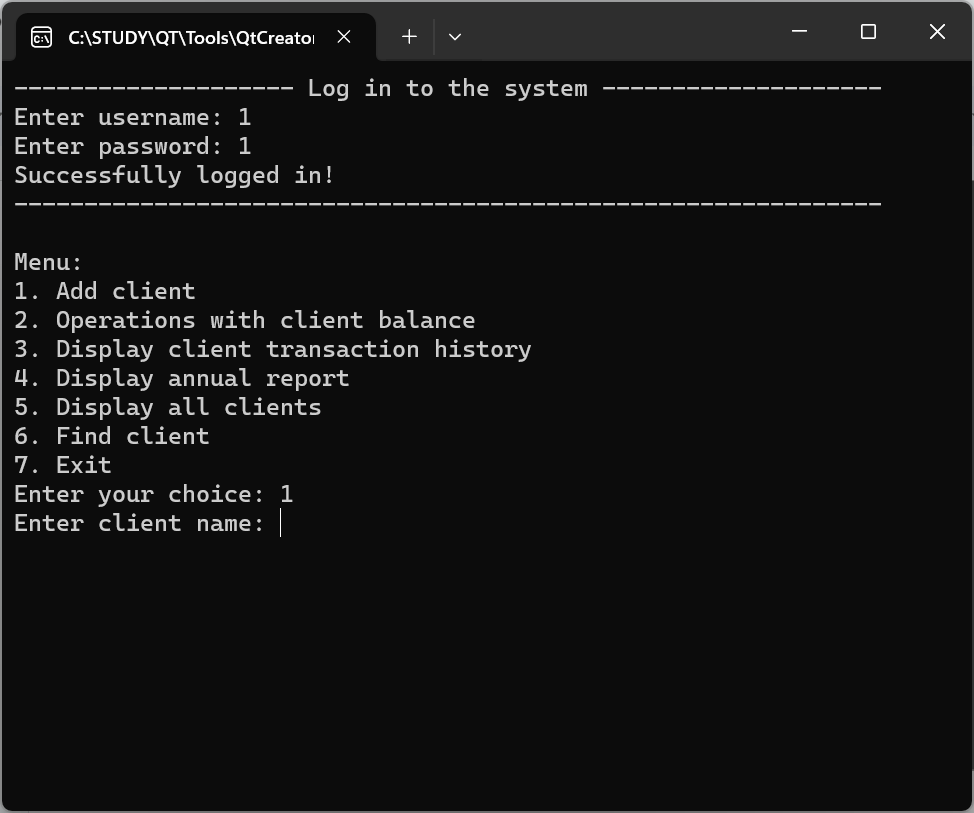 C:\STUDY\QT\Tools\QtCreator
-------------------- Log in to the system --------------------
Enter username: 1
Enter password: 1
Successfully logged in!
--------------------------------------------------------------
Menu:
1. Add client
2. Operations with client balance
3. Display client transaction history
4. Display annual report
5. Display all clients
6. Find client
7. Exit
Enter your choice: 1
Enter client name: